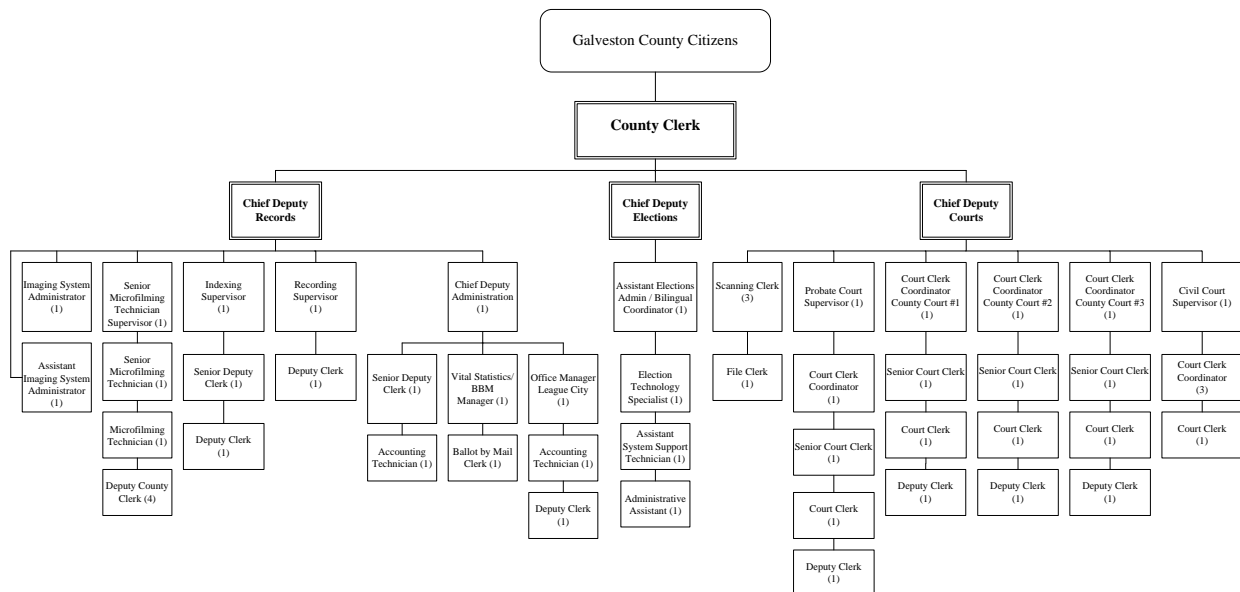 Galveston County Citizens
County Clerk
Chief Deputy
Records
Chief Deputy
Elections
Chief Deputy
Courts
Imaging System
Administrator
(1)
Senior
Microfilming
Technician
Supervisor (1)
Indexing
Supervisor
(1)
Recording
Supervisor
(1)
Chief Deputy
Administration
(1)
Assistant Elections
Admin / Bilingual
Coordinator (1)
Scanning Clerk
(3)
Probate Court
Supervisor (1)
Court Clerk
Coordinator
County Court #1
(1)
Court Clerk
Coordinator
County Court #2
(1)
Court Clerk
Coordinator
County Court #3
(1)
Civil Court
Supervisor (1)
Assistant
Imaging System
Administrator
(1)
Senior
Microfilming
Technician (1)
Senior Deputy
Clerk (1)
Deputy Clerk
(1)
Senior Deputy
Clerk (1)
Vital Statistics/
BBM
Manager (1)
Office Manager
League City
(1)
Election
Technology
Specialist (1)
File Clerk
(1)
Court Clerk
Coordinator
(1)
Senior Court Clerk
(1)
Senior Court Clerk
(1)
Senior Court Clerk
(1)
Court Clerk
Coordinator
(3)
Microfilming
Technician (1)
Deputy Clerk
(1)
Accounting
Technician (1)
Ballot by Mail
Clerk (1)
Accounting
Technician (1)
Assistant
System Support
Technician (1)
Senior Court Clerk
(1)
Court Clerk
(1)
Court Clerk
(1)
Court Clerk
(1)
Court Clerk
(1)
Deputy County
Clerk (4)
Deputy Clerk
(1)
Administrative
Assistant (1)
Court Clerk
(1)
Deputy Clerk
(1)
Deputy Clerk
(1)
Deputy Clerk
(1)
Deputy Clerk
(1)